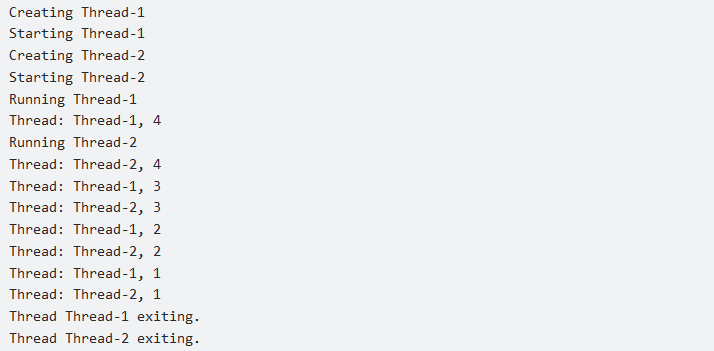 Creating Thread-1
Starting Thread-1
Creating Thread-2
Starting Thread-2
Running Thread-1
Thread: Thread-1, 4
Running Thread-2
Thread: Thread-2, 4
Thread: Thread-1, 3
Thread: Thread-2, 3
Thread: Thread-1, 2
Thread: Thread-2, 2
Thread: Thread-1, 1
Thread: Thread-2, 1
Thread Thread-1 exiting.
Thread Thread-2 exiting.